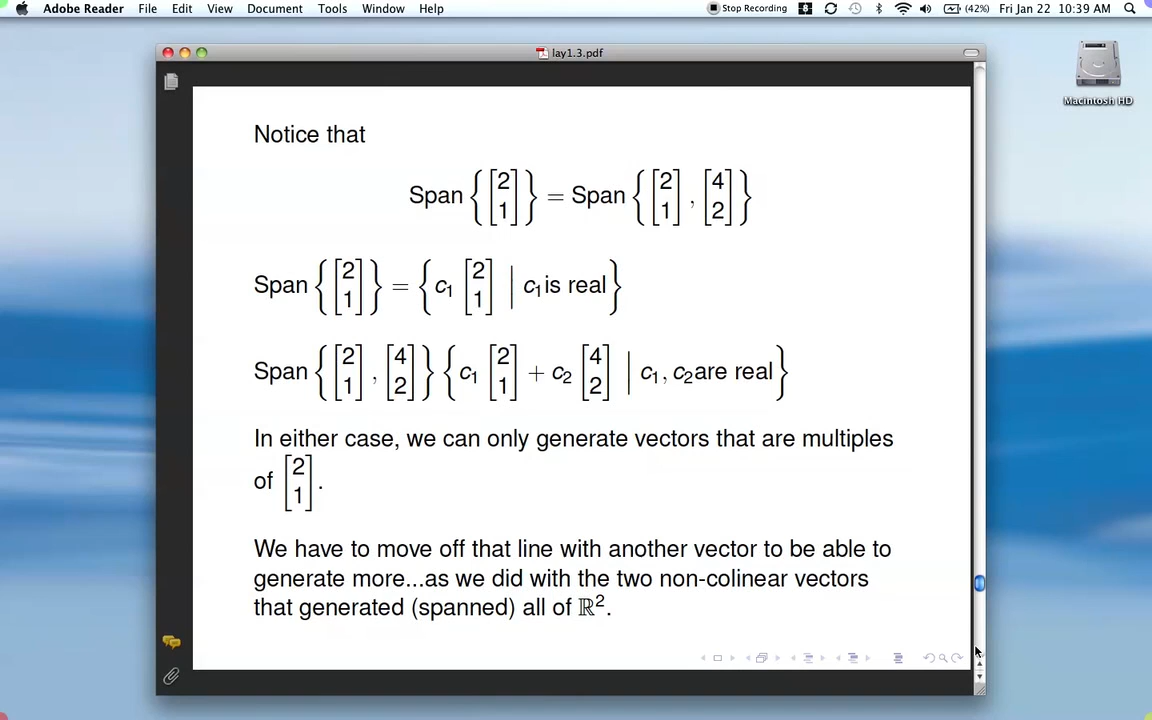 Adobe Reader File Edit View Document Tools Window Help Stop Recording (42%) Fri Jan 22 10:39 AM
lay1.3.pdf
Macintosh HD
Notice that
Span {[2 1]} = Span {[2 1], [4 2]}
Span {[2 1]} = {c₁ [2 1] | c₁is real}
Span {[2 1], [4 2]} {c₁ [2 1] + c₂ [4 2] | c₁, c₂are real}
In either case, we can only generate vectors that are multiples
of [2 1].
We have to move off that line with another vector to be able to
generate more...as we did with the two non-colinear vectors
that generated (spanned) all of ℝ².